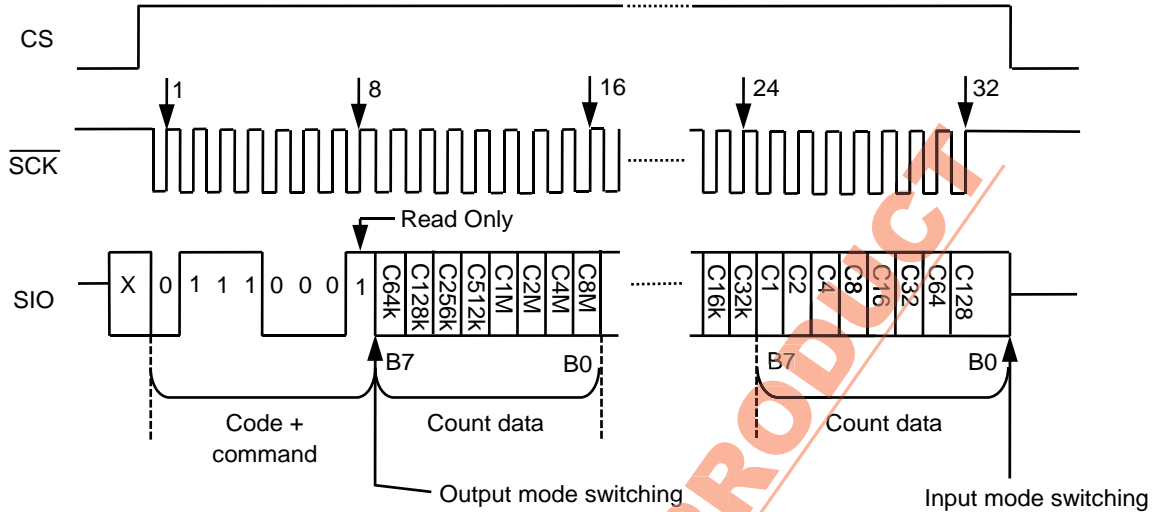 CS
1
8
16
24
32
SCK
Read Only
SIO
X 0 1 1 1 0 0 0 1 C64k C128k C256k C512k C1M C2M C4M C8M C16k C32k C1 C2 C4 C8 C16 C32 C64 C128
B7 B0 B7 B0
Code + command
Count data
Count data
Output mode switching
Input mode switching
PRODUCT